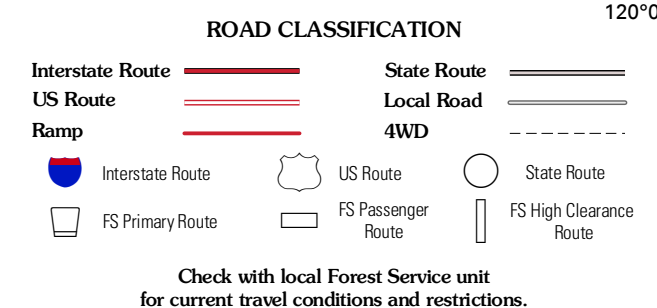 120°0
ROAD CLASSIFICATION
Interstate Route
State Route
US Route
Local Road
Ramp
4WD
Interstate Route
US Route
State Route
FS Primary Route
FS Passenger
Route
FS High Clearance
Route
Check with local Forest Service unit
for current travel conditions and restrictions.